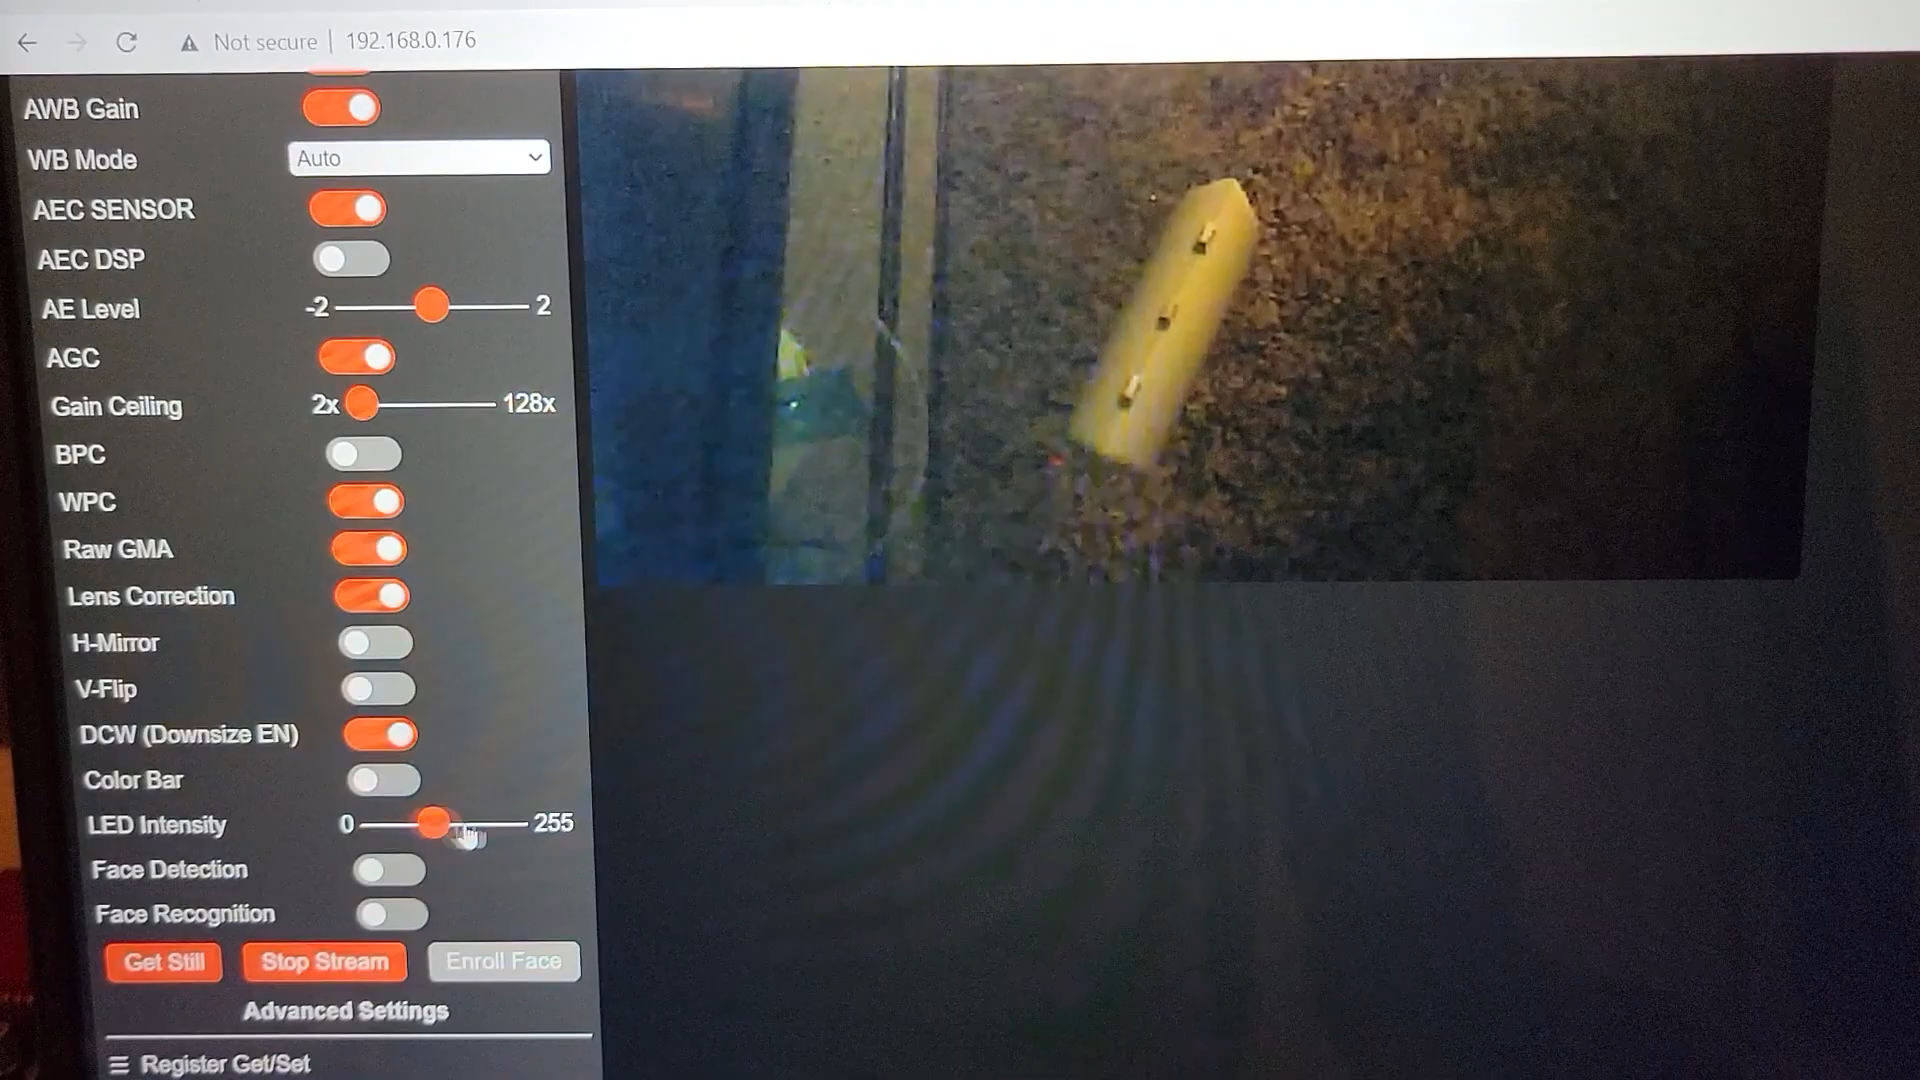 Not secure | 192.168.0.176
AWB Gain
WB Mode Auto
AEC SENSOR
AEC DSP
AE Level -2 2
AGC
Gain Ceiling 2x 128x
BPC
WPC
Raw GMA
Lens Correction
H-Mirror
V-Flip
DCW (Downsize EN)
Color Bar
LED Intensity 0 255
Face Detection
Face Recognition
Get Still Stop Stream Enroll Face
Advanced Settings
Register Get/Set